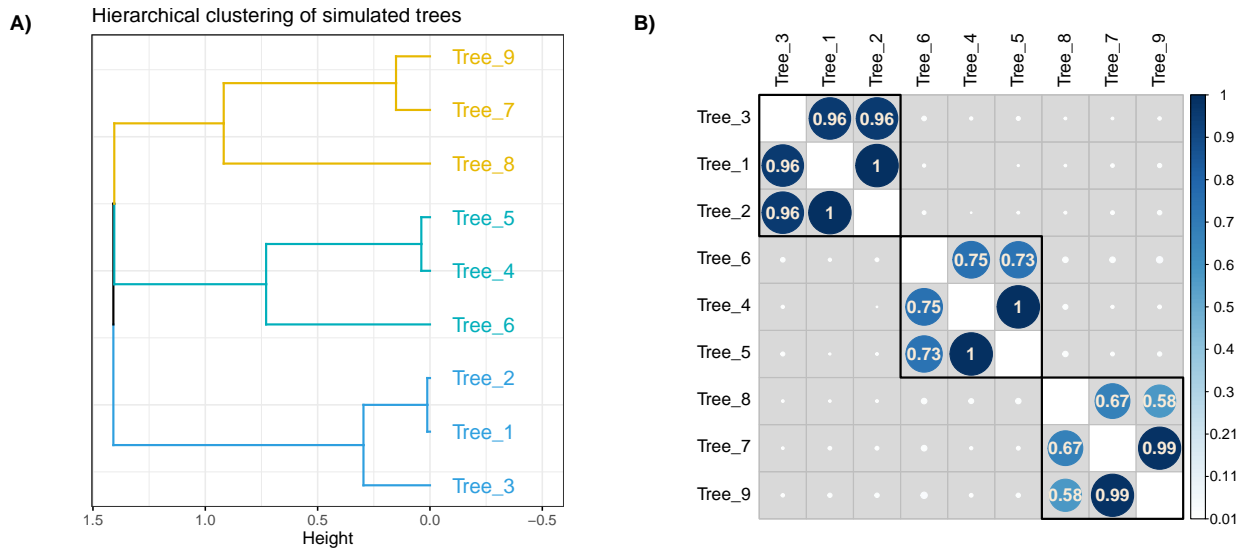 A)
Hierarchical clustering of simulated trees
Tree_9
Tree_7
Tree_8
Tree_5
Tree_4
Tree_6
Tree_2
Tree_1
Tree_3
1.5 1.0 0.5 0.0 −0.5
Height
B)
Tree_3 Tree_1 Tree_2 Tree_6 Tree_4 Tree_5 Tree_8 Tree_7 Tree_9
Tree_3 0.96 0.96
Tree_1 0.96 1
Tree_2 0.96 1
Tree_6 0.75 0.73
Tree_4 0.75 1
Tree_5 0.73 1
Tree_8 0.67 0.58
Tree_7 0.67 0.99
Tree_9 0.58 0.99
1
0.9
0.8
0.7
0.6
0.5
0.4
0.31
0.21
0.11
0.01